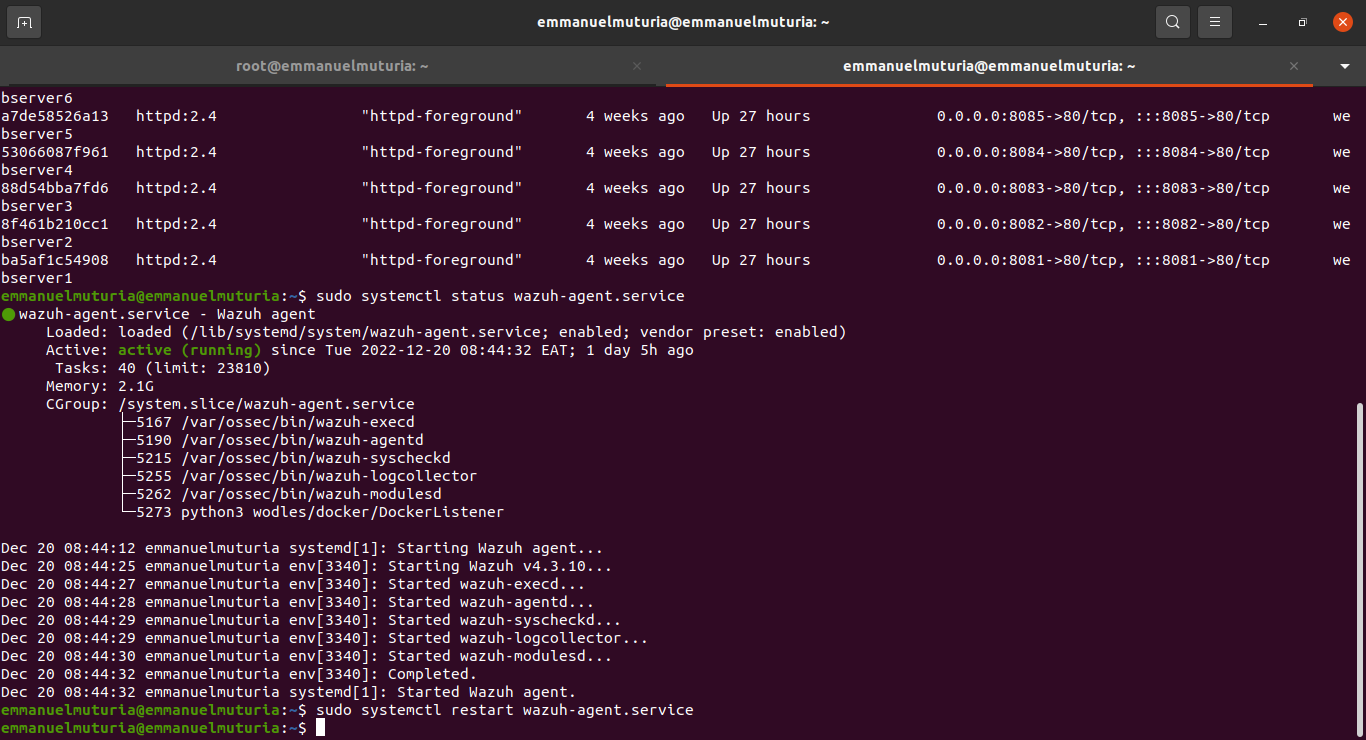 emmanuelmuturia@emmanuelmuturia: ~
root@emmanuelmuturia: ~
emmanuelmuturia@emmanuelmuturia: ~
bserver6
a7de58526a13   httpd:2.4                "httpd-foreground"       4 weeks ago   Up 27 hours              0.0.0.0:8085->80/tcp, :::8085->80/tcp       we
bserver5
53066087f961   httpd:2.4                "httpd-foreground"       4 weeks ago   Up 27 hours              0.0.0.0:8084->80/tcp, :::8084->80/tcp       we
bserver4
88d54bba7fd6   httpd:2.4                "httpd-foreground"       4 weeks ago   Up 27 hours              0.0.0.0:8083->80/tcp, :::8083->80/tcp       we
bserver3
8f461b210cc1   httpd:2.4                "httpd-foreground"       4 weeks ago   Up 27 hours              0.0.0.0:8082->80/tcp, :::8082->80/tcp       we
bserver2
ba5af1c54908   httpd:2.4                "httpd-foreground"       4 weeks ago   Up 27 hours              0.0.0.0:8081->80/tcp, :::8081->80/tcp       we
bserver1
emmanuelmuturia@emmanuelmuturia:~$ sudo systemctl status wazuh-agent.service
● wazuh-agent.service - Wazuh agent
     Loaded: loaded (/lib/systemd/system/wazuh-agent.service; enabled; vendor preset: enabled)
     Active: active (running) since Tue 2022-12-20 08:44:32 EAT; 1 day 5h ago
      Tasks: 40 (limit: 23810)
     Memory: 2.1G
     CGroup: /system.slice/wazuh-agent.service
             ├─5167 /var/ossec/bin/wazuh-execd
             ├─5190 /var/ossec/bin/wazuh-agentd
             ├─5215 /var/ossec/bin/wazuh-syscheckd
             ├─5255 /var/ossec/bin/wazuh-logcollector
             ├─5262 /var/ossec/bin/wazuh-modulesd
             └─5273 python3 wodles/docker/DockerListener
Dec 20 08:44:12 emmanuelmuturia systemd[1]: Starting Wazuh agent...
Dec 20 08:44:25 emmanuelmuturia env[3340]: Starting Wazuh v4.3.10...
Dec 20 08:44:27 emmanuelmuturia env[3340]: Started wazuh-execd...
Dec 20 08:44:28 emmanuelmuturia env[3340]: Started wazuh-agentd...
Dec 20 08:44:29 emmanuelmuturia env[3340]: Started wazuh-syscheckd...
Dec 20 08:44:29 emmanuelmuturia env[3340]: Started wazuh-logcollector...
Dec 20 08:44:30 emmanuelmuturia env[3340]: Started wazuh-modulesd...
Dec 20 08:44:32 emmanuelmuturia env[3340]: Completed.
Dec 20 08:44:32 emmanuelmuturia systemd[1]: Started Wazuh agent.
emmanuelmuturia@emmanuelmuturia:~$ sudo systemctl restart wazuh-agent.service
emmanuelmuturia@emmanuelmuturia:~$